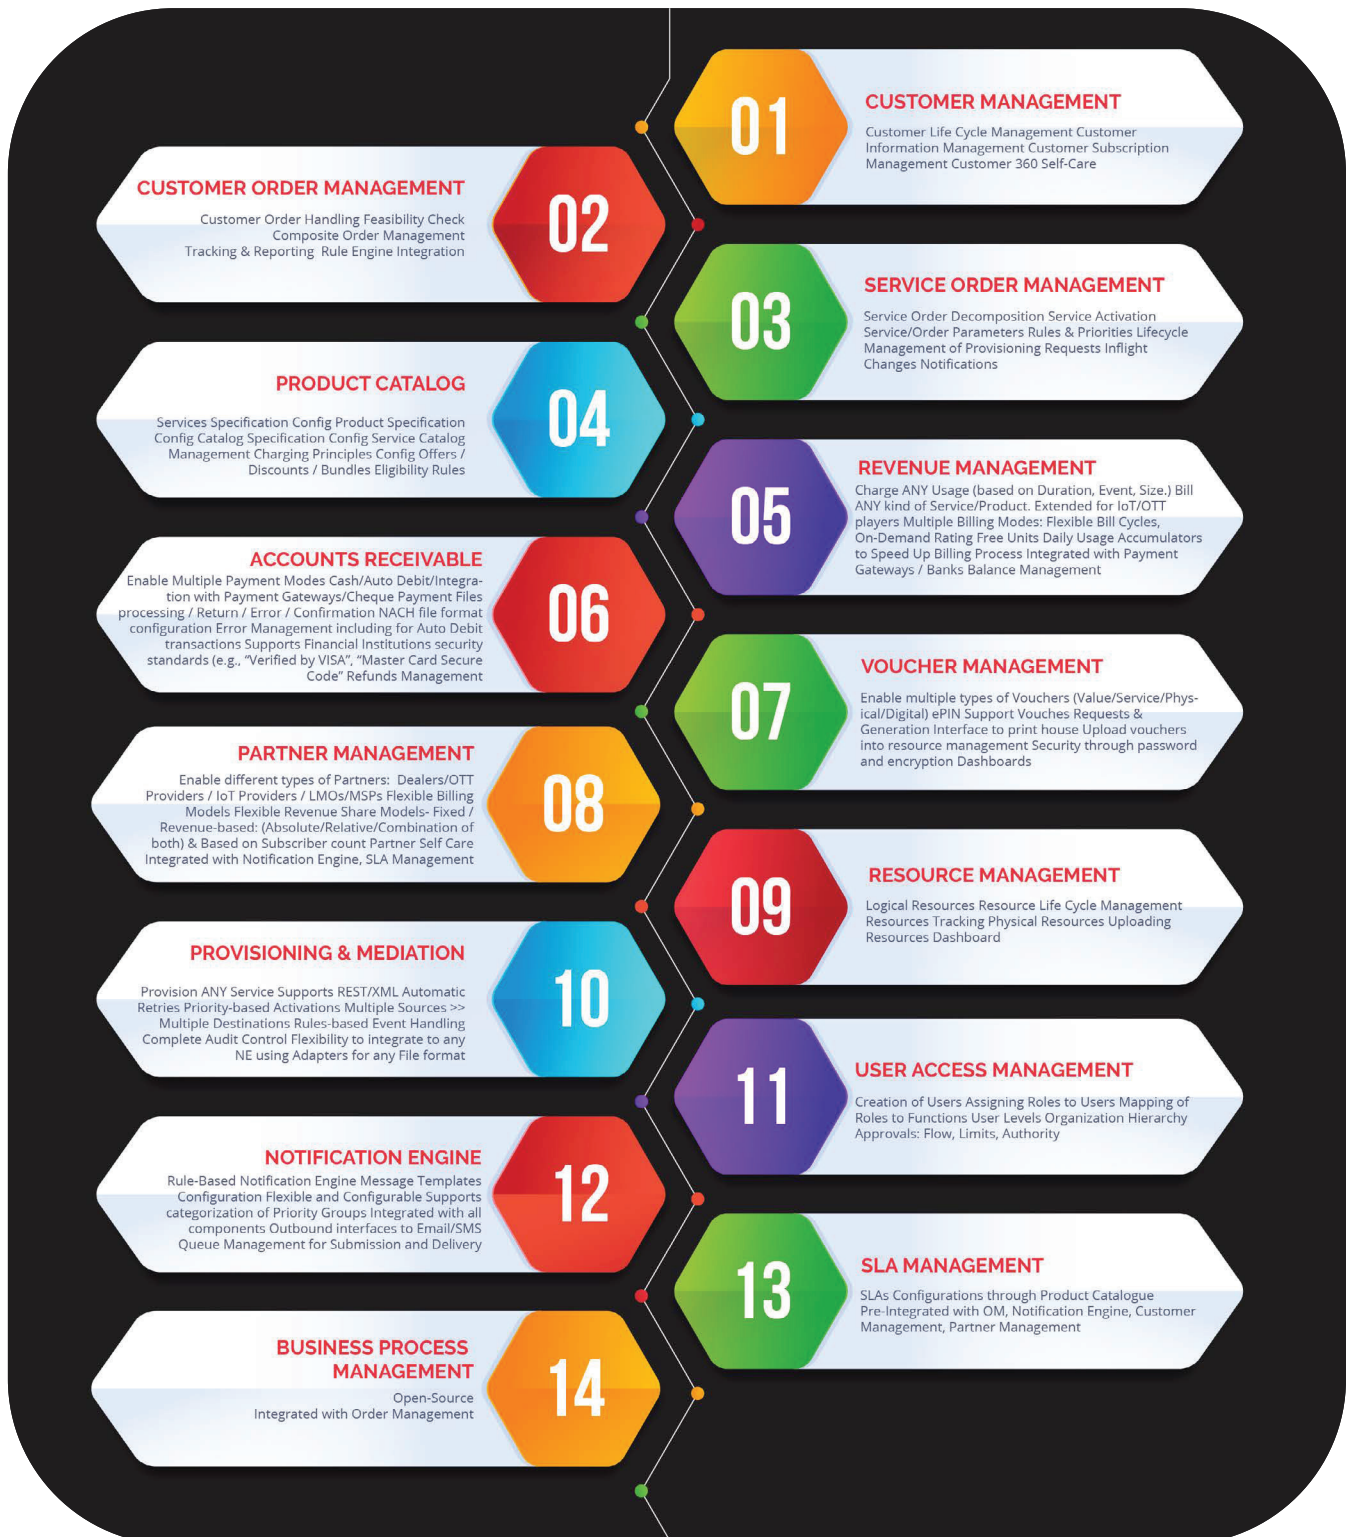 01
CUSTOMER MANAGEMENT
Customer Life Cycle Management Customer
Information Management Customer Subscription
Management Customer 360 Self-Care
CUSTOMER ORDER MANAGEMENT
Customer Order Handling Feasibility Check
Composite Order Management
Tracking & Reporting Rule Engine Integration
02
03
SERVICE ORDER MANAGEMENT
Service Order Decomposition Service Activation
Service/Order Parameters Rules & Priorities Lifecycle
Management of Provisioning Requests Inflight
Changes Notifications
PRODUCT CATALOG
Services Specification Config Product Specification
Config Catalog Specification Config Service Catalog
Management Charging Principles Config Offers /
Discounts / Bundles Eligibility Rules
04
05
REVENUE MANAGEMENT
Charge ANY Usage (based on Duration, Event, Size.) Bill
ANY kind of Service/Product. Extended for IoT/OTT
players Multiple Billing Modes: Flexible Bill Cycles,
On-Demand Rating Free Units Daily Usage Accumulators
to Speed Up Billing Process Integrated with Payment
Gateways / Banks Balance Management
ACCOUNTS RECEIVABLE
Enable Multiple Payment Modes Cash/Auto Debit/Integra-
tion with Payment Gateways/Cheque Payment Files
processing / Return / Error / Confirmation NACH file format
configuration Error Management including for Auto Debit
transactions Supports Financial Institutions security
standards (e.g., “Verified by VISA”, “Master Card Secure
Code” Refunds Management
06
07
VOUCHER MANAGEMENT
Enable multiple types of Vouchers (Value/Service/Phys-
ical/Digital) ePIN Support Vouches Requests &
Generation Interface to print house Upload vouchers
into resource management Security through password
and encryption Dashboards
PARTNER MANAGEMENT
Enable different types of Partners: Dealers/OTT
Providers / IoT Providers / LMOs/MSPs Flexible Billing
Models Flexible Revenue Share Models- Fixed /
Revenue-based: (Absolute/Relative/Combination of
both) & Based on Subscriber count Partner Self Care
Integrated with Notification Engine, SLA Management
08
09
RESOURCE MANAGEMENT
Logical Resources Resource Life Cycle Management
Resources Tracking Physical Resources Uploading
Resources Dashboard
PROVISIONING & MEDIATION
Provision ANY Service Supports REST/XML Automatic
Retries Priority-based Activations Multiple Sources >>
Multiple Destinations Rules-based Event Handling
Complete Audit Control Flexibility to integrate to any
NE using Adapters for any File format
10
11
USER ACCESS MANAGEMENT
Creation of Users Assigning Roles to Users Mapping of
Roles to Functions User Levels Organization Hierarchy
Approvals: Flow, Limits, Authority
NOTIFICATION ENGINE
Rule-Based Notification Engine Message Templates
Configuration Flexible and Configurable Supports
categorization of Priority Groups Integrated with all
components Outbound interfaces to Email/SMS
Queue Management for Submission and Delivery
12
13
SLA MANAGEMENT
SLAs Configurations through Product Catalogue
Pre-Integrated with OM, Notification Engine, Customer
Management, Partner Management
BUSINESS PROCESS
MANAGEMENT
Open-Source
Integrated with Order Management
14